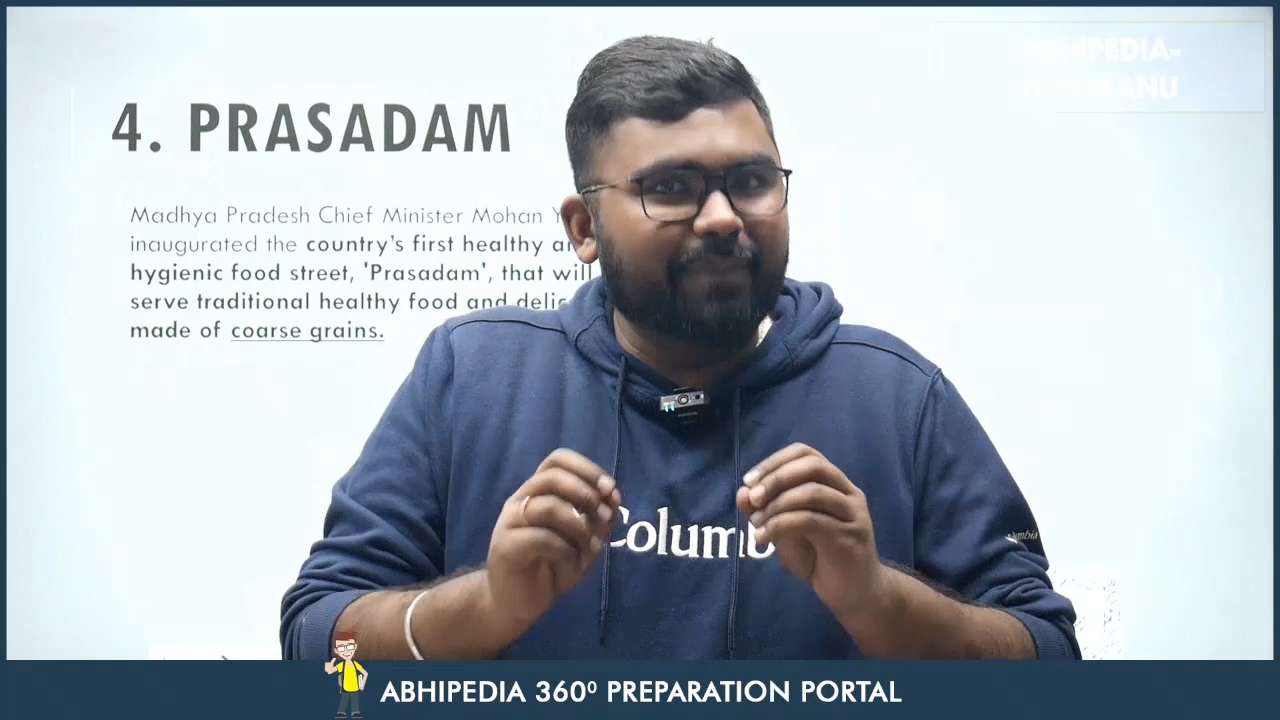 4. PRASADAM
Madhya Pradesh Chief Minister Mohan
inaugurated the country's first healthy
hygienic food street, 'Prasadam', that will
serve traditional healthy food and
made of coarse grains.
Columb
ABHIPEDIA 360⁰ PREPARATION PORTAL